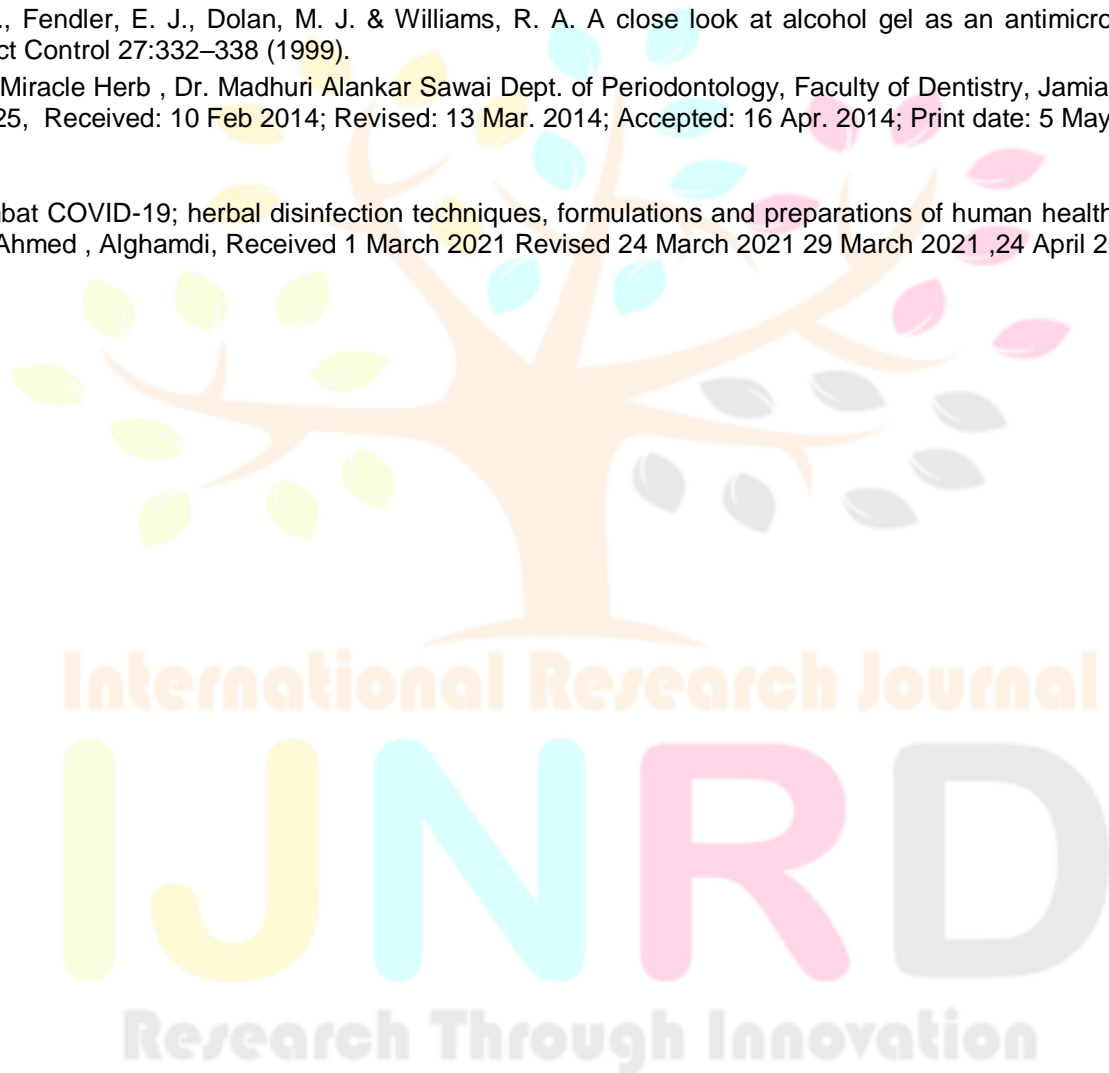 ., Fendler, E. J., Dolan, M. J. & Williams, R. A. A close look at alcohol gel as an antimicro
ct Control 27:332–338 (1999).
Miracle Herb , Dr. Madhuri Alankar Sawai Dept. of Periodontology, Faculty of Dentistry, Jamia
25, Received: 10 Feb 2014; Revised: 13 Mar. 2014; Accepted: 16 Apr. 2014; Print date: 5 May
bat COVID-19; herbal disinfection techniques, formulations and preparations of human health
Ahmed , Alghamdi, Received 1 March 2021 Revised 24 March 2021 29 March 2021 ,24 April 2
International Research Journal
IJNRD
Research Through Innovation